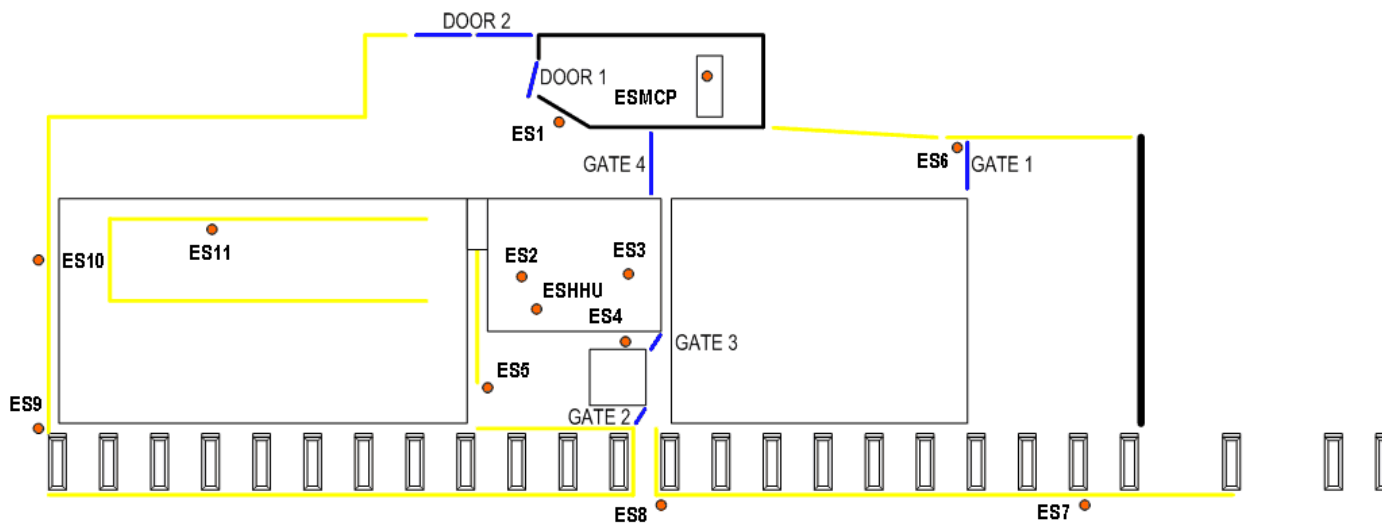 DOOR 2
DOOR 1
ESMCP
ES1
GATE 4
ES6
GATE 1
ES11
ES10
ES2
ES3
ESHHU
ES4
GATE 3
ES5
ES9
GATE 2
ES8
ES7